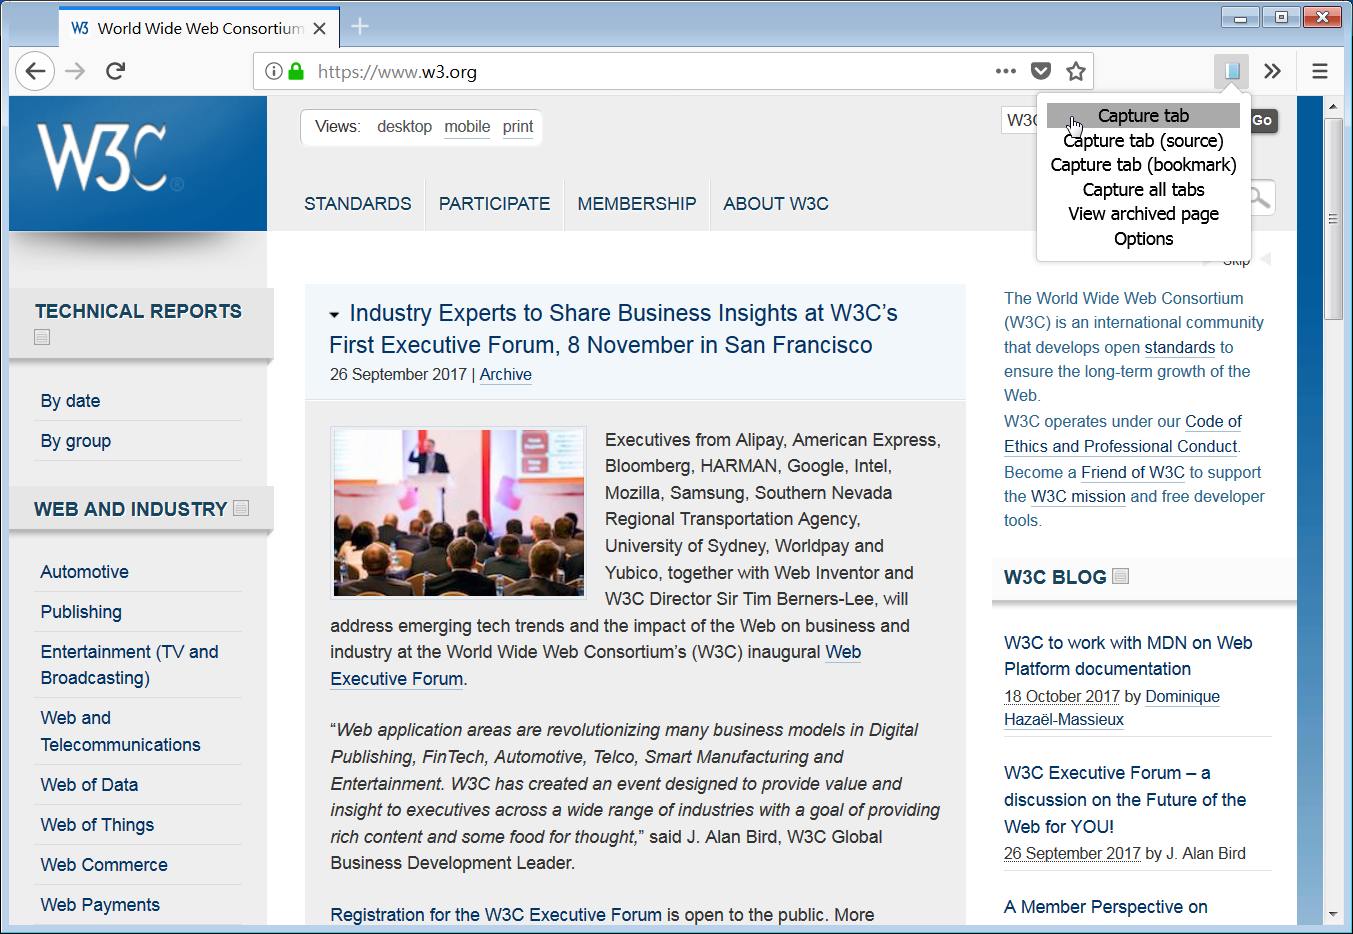 W3 World Wide Web Consortium
https://www.w3.org
W3C®
Views: desktop mobile print
W3C
Go
Capture tab
Capture tab (source)
Capture tab (bookmark)
Capture all tabs
View archived page
Options
STANDARDS PARTICIPATE MEMBERSHIP ABOUT W3C
Skip
TECHNICAL REPORTS
By date
By group
WEB AND INDUSTRY
Automotive
Publishing
Entertainment (TV and
Broadcasting)
Web and
Telecommunications
Web of Data
Web of Things
Web Commerce
Web Payments
Industry Experts to Share Business Insights at W3C’s
First Executive Forum, 8 November in San Francisco
26 September 2017 | Archive
Executives from Alipay, American Express,
Bloomberg, HARMAN, Google, Intel,
Mozilla, Samsung, Southern Nevada
Regional Transportation Agency,
University of Sydney, Worldpay and
Yubico, together with Web Inventor and
W3C Director Sir Tim Berners-Lee, will
address emerging tech trends and the impact of the Web on business and
industry at the World Wide Web Consortium’s (W3C) inaugural Web
Executive Forum.
“Web application areas are revolutionizing many business models in Digital
Publishing, FinTech, Automotive, Telco, Smart Manufacturing and
Entertainment. W3C has created an event designed to provide value and
insight to executives across a wide range of industries with a goal of providing
rich content and some food for thought,” said J. Alan Bird, W3C Global
Business Development Leader.
Registration for the W3C Executive Forum is open to the public. More
The World Wide Web Consortium
(W3C) is an international community
that develops open standards to
ensure the long-term growth of the
Web.
W3C operates under our Code of
Ethics and Professional Conduct.
Become a Friend of W3C to support
the W3C mission and free developer
tools.
W3C BLOG
W3C to work with MDN on Web
Platform documentation
18 October 2017 by Dominique
Hazaël-Massieux
W3C Executive Forum – a
discussion on the Future of the
Web for YOU!
26 September 2017 by J. Alan Bird
A Member Perspective on